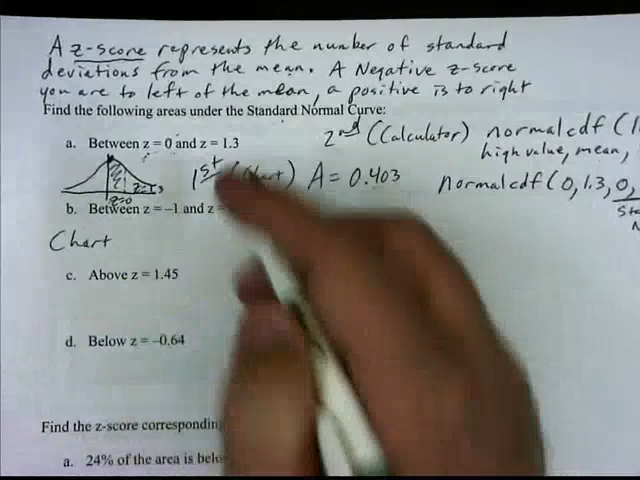 A z-score represents the number of standard
deviations from the mean. A Negative z-score
you are to left of the mean, a positive is to right
Find the following areas under the Standard Normal Curve:
a. Between z = 0 and z = 1.3
2nd (Calculator) normalcdf (
high value, mean,
z=0
1st (Chart) A = 0.403
normalcdf (0, 1.3, 0,
b. Between z = −1 and z =
Chart
c. Above z = 1.45
d. Below z = −0.64
Find the z-score
a. 24% of the area is